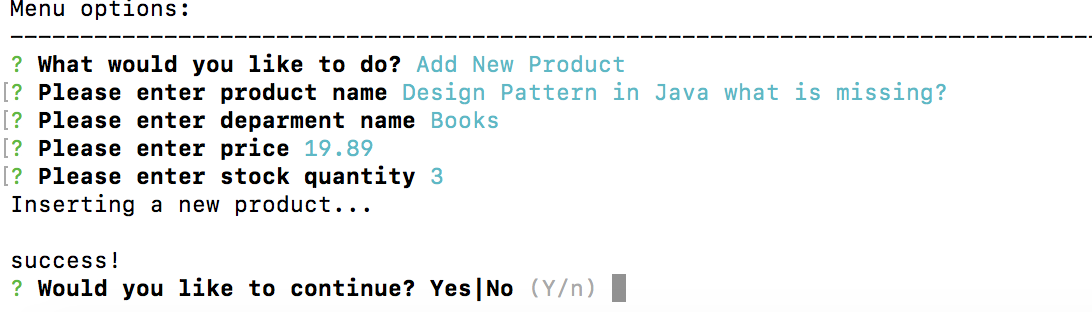 Menu options:
--------------------------------------------------------------------------------
? What would you like to do? Add New Product
[? Please enter product name Design Pattern in Java what is missing?
[? Please enter deparment name Books
[? Please enter price 19.89
[? Please enter stock quantity 3
Inserting a new product...
success!
? Would you like to continue? Yes|No (Y/n)